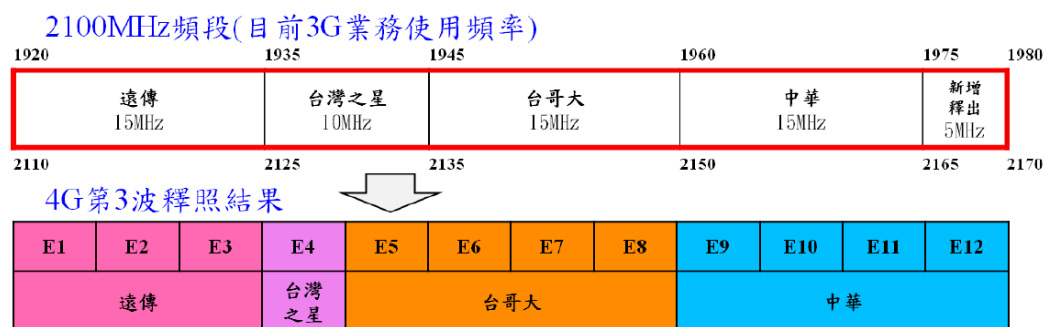 2100MHz頻段(目前3G業務使用頻率)
1920 1935 1945 1960 1975 1980
遠傳 台灣之星 台哥大 中華 新增
釋出
15MHz 10MHz 15MHz 15MHz 5MHz
2110 2125 2135 2150 2165 2170
4G第3波釋照結果
E1 E2 E3 E4 E5 E6 E7 E8 E9 E10 E11 E12
遠傳 台灣
之星 台哥大 中華